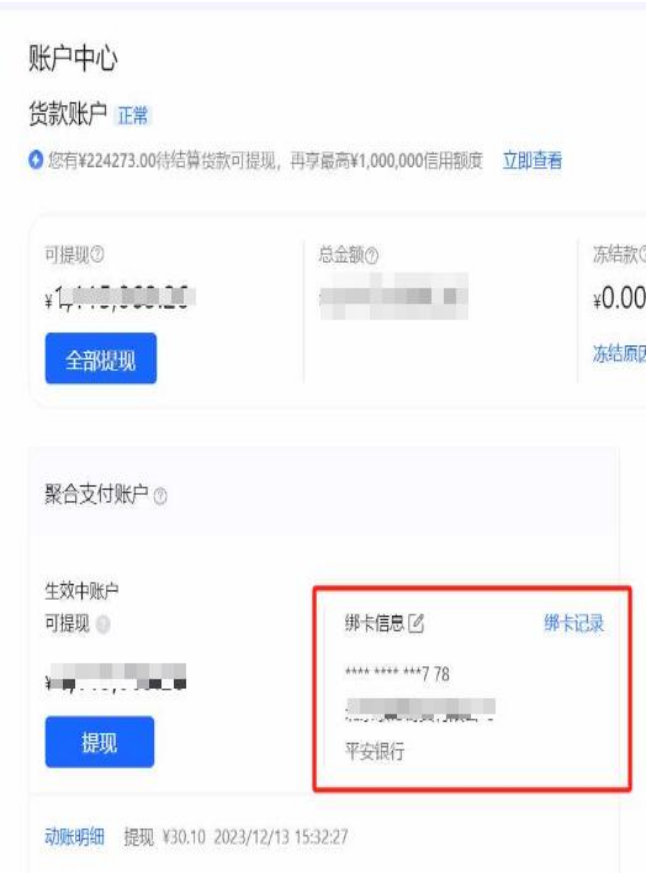 账户中心
货款账户 正常
您有¥224273.00待结算货款可提现，再享最高¥1,000,000信用额度 立即查看
可提现 总金额 冻结款
¥ ¥0.00
全部提现 冻结原因
聚合支付账户
生效中账户
可提现 绑卡信息 绑卡记录
**** **** ***7 78
提现 平安银行
动账明细 提现 ¥30.10 2023/12/13 15:32:27